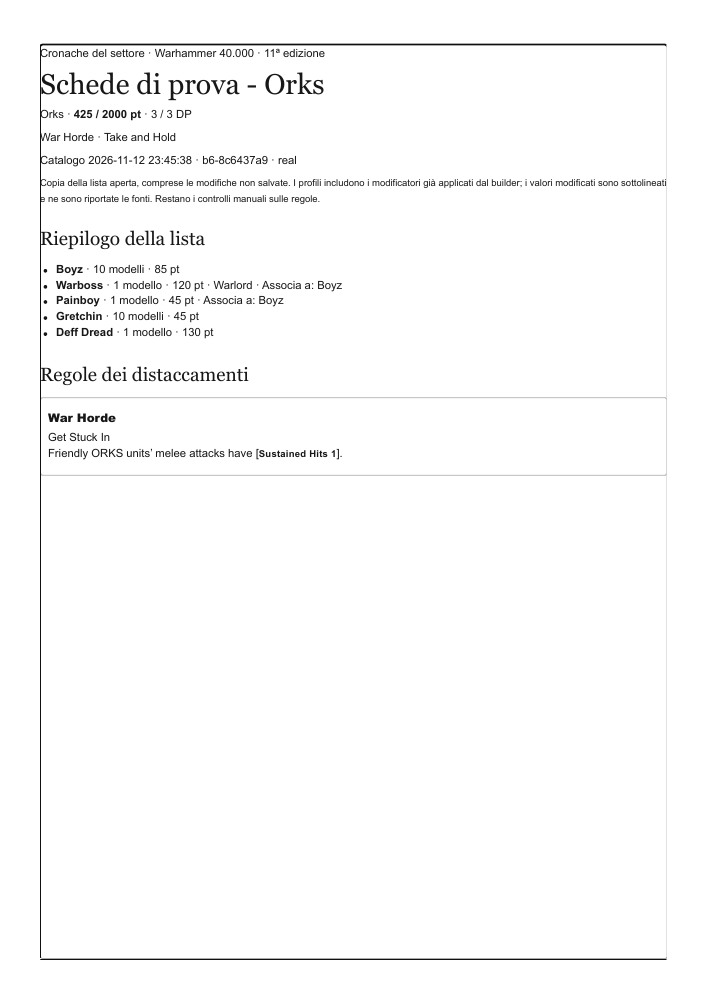 Cronache del settore · Warhammer 40.000 · 11ª edizione
Schede di prova - Orks
Orks · 425 / 2000 pt · 3 / 3 DP
War Horde · Take and Hold
Catalogo 2026-11-12 23:45:38 · b6-8c6437a9 · real
Copia della lista aperta, comprese le modifiche non salvate. I profili includono i modificatori già applicati dal builder; i valori modificati sono sottolineati
e ne sono riportate le fonti. Restano i controlli manuali sulle regole.
Riepilogo della lista
• Boyz · 10 modelli · 85 pt
• Warboss · 1 modello · 120 pt · Warlord · Associa a: Boyz
• Painboy · 1 modello · 45 pt · Associa a: Boyz
• Gretchin · 10 modelli · 45 pt
• Deff Dread · 1 modello · 130 pt
Regole dei distaccamenti
War Horde
Get Stuck In
Friendly ORKS units’ melee attacks have [Sustained Hits 1].